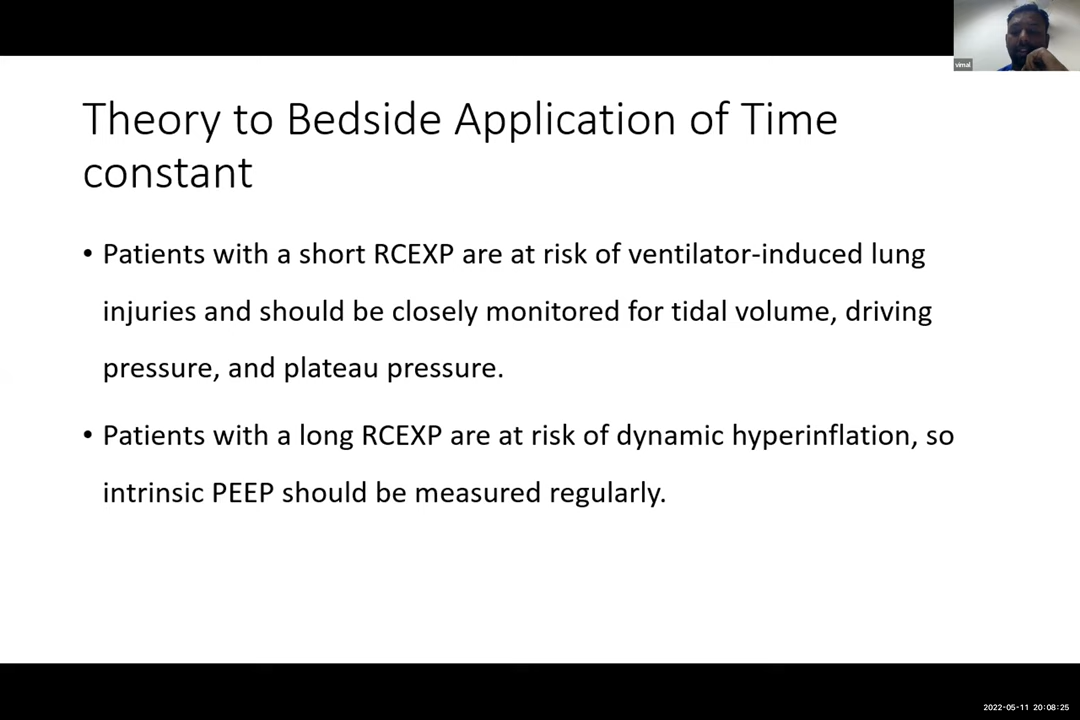 vimal
Theory to Bedside Application of Time
constant
• Patients with a short RCEXP are at risk of ventilator-induced lung
injuries and should be closely monitored for tidal volume, driving
pressure, and plateau pressure.
• Patients with a long RCEXP are at risk of dynamic hyperinflation, so
intrinsic PEEP should be measured regularly.
2022-05-11 20:08:25